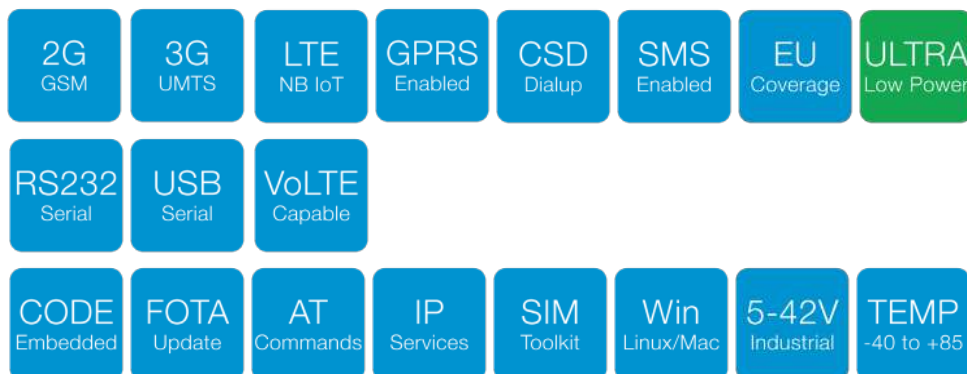 2G 3G LTE GPRS CSD SMS EU ULTRA
GSM UMTS NB IoT Enabled Dialup Enabled Coverage Low Power
RS232 USB VoLTE
Serial Serial Capable
CODE FOTA AT IP SIM Win 5-42V TEMP
Embedded Update Commands Services Toolkit Linux/Mac Industrial -40 to +85